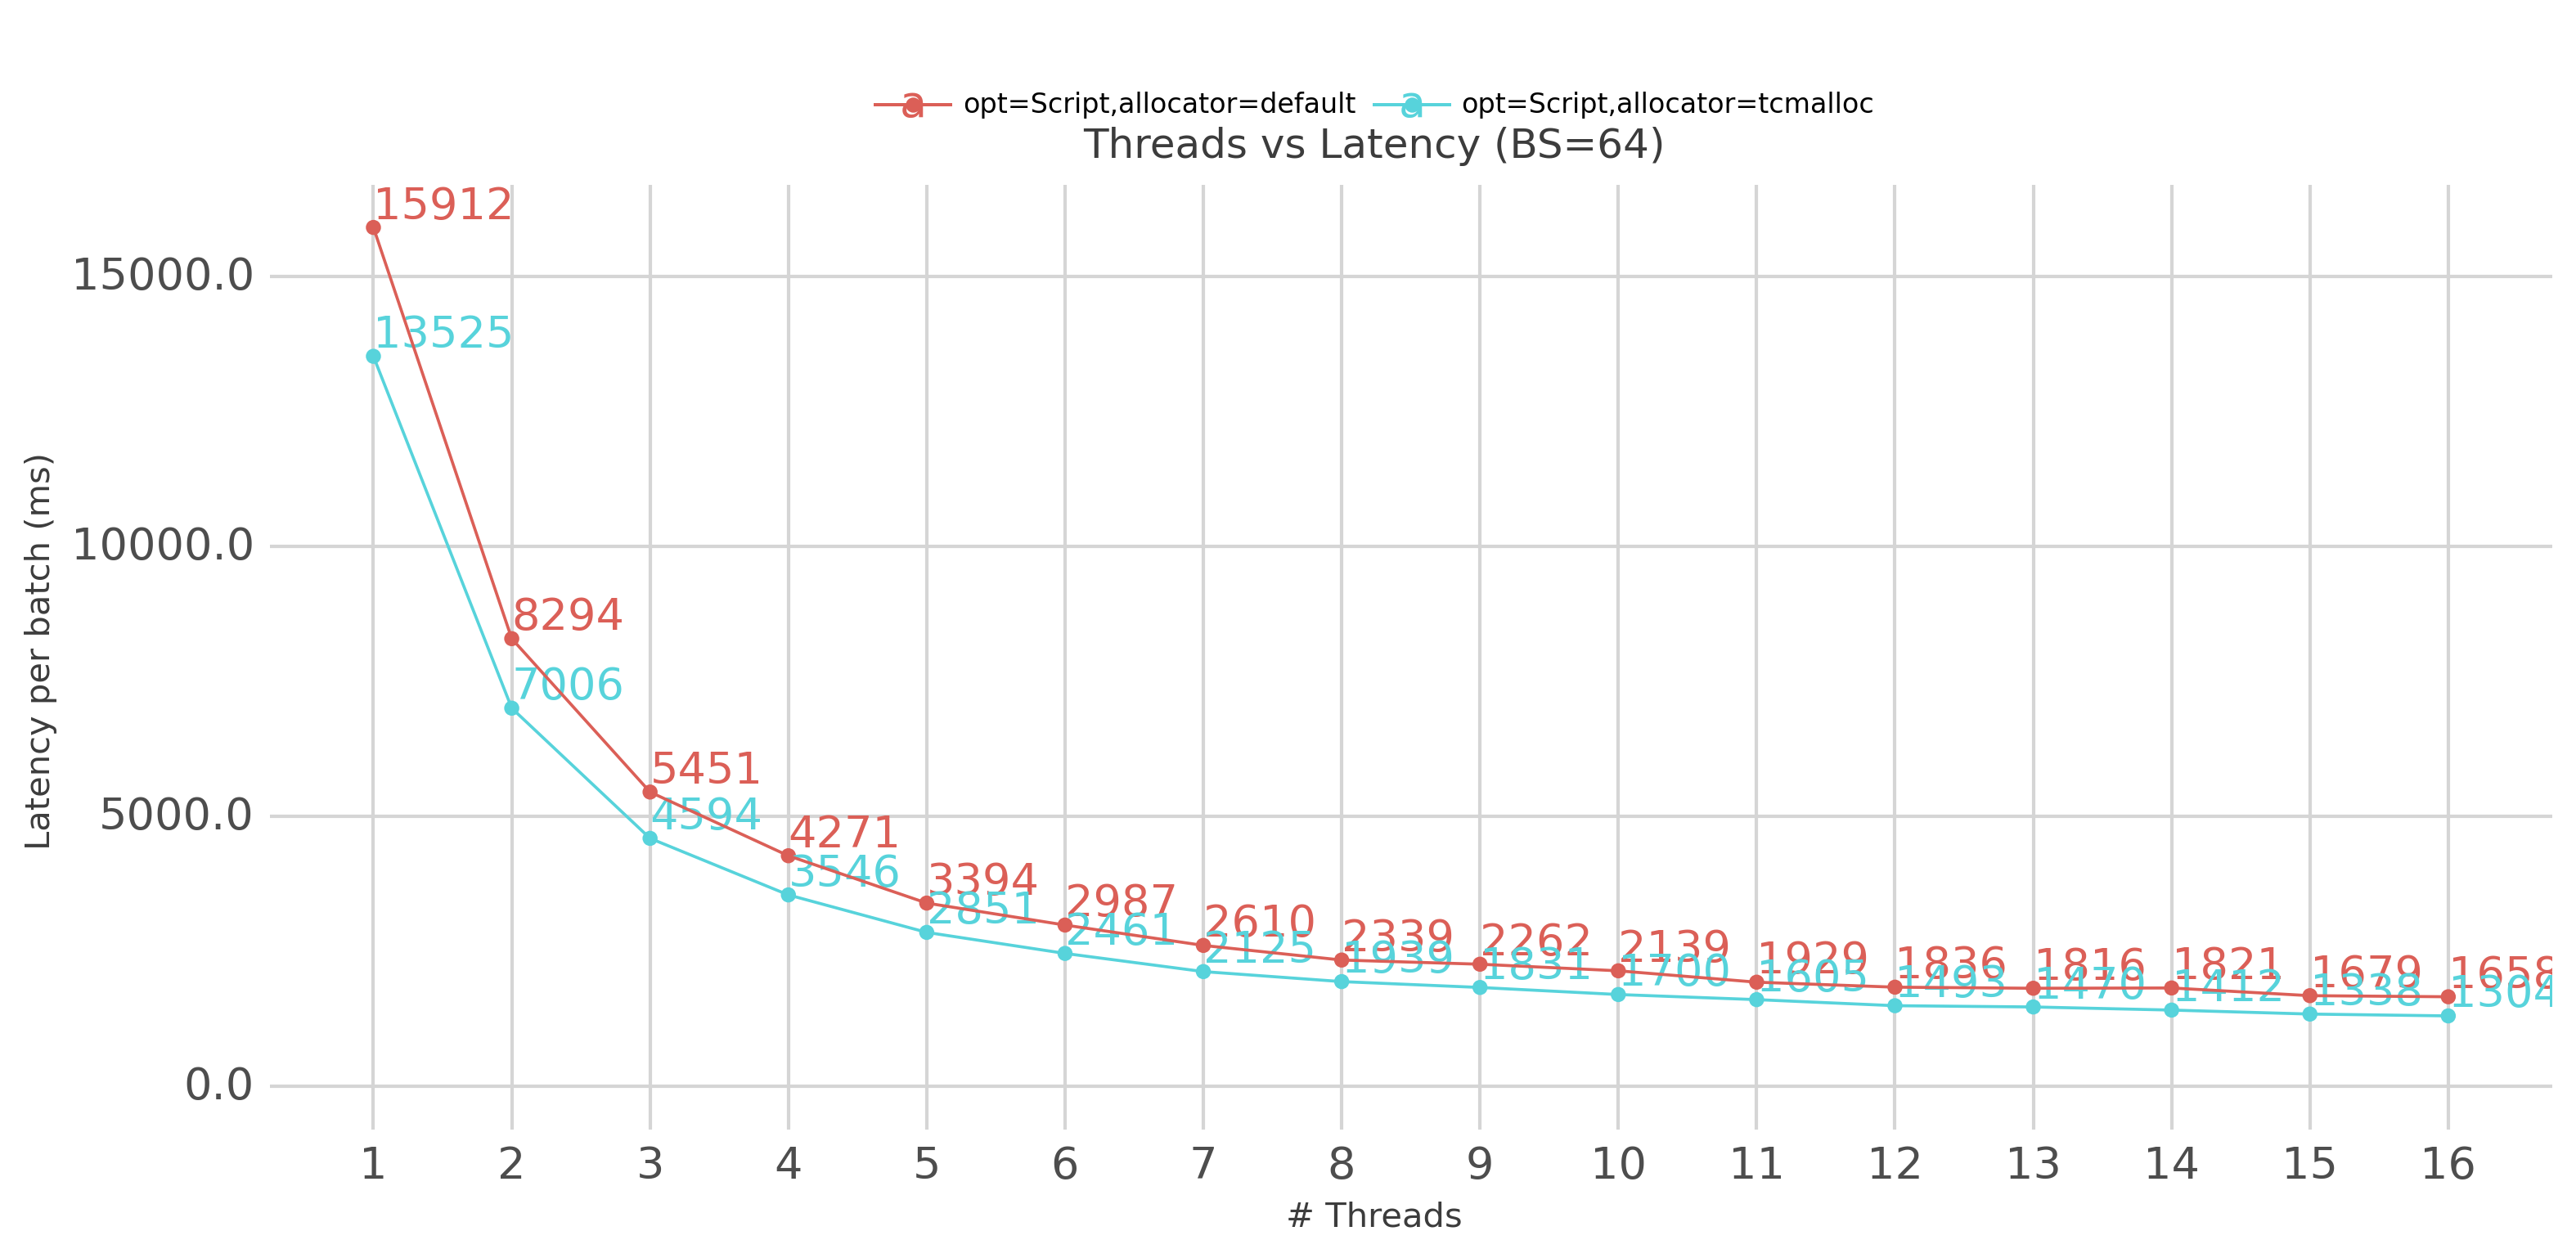 a opt=Script,allocator=default a opt=Script,allocator=tcmalloc
Threads vs Latency (BS=64)
Latency per batch (ms)
15000.0
10000.0
5000.0
0.0
15912 8294 5451 4271 3394 2987 2610 2339 2262 2139 1929 1836 1816 1821 1679 1658
13525 7006 4594 3546 2851 2461 2125 1939 1831 1700 1605 1493 1470 1412 1338 1304
1 2 3 4 5 6 7 8 9 10 11 12 13 14 15 16
# Threads